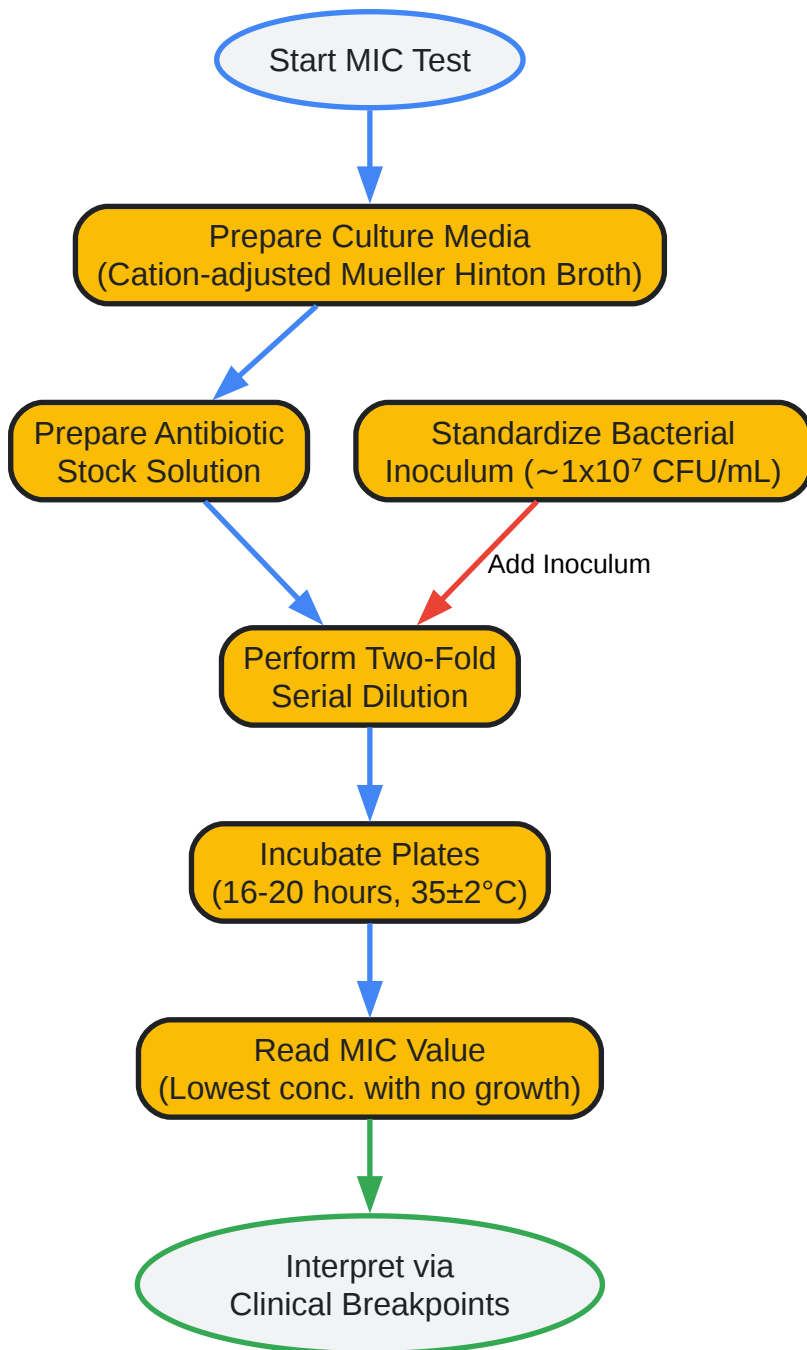 Start MIC Test
Prepare Culture Media
(Cation-adjusted Mueller Hinton Broth)
Prepare Antibiotic
Stock Solution
Standardize Bacterial
Inoculum (∼1x10⁷ CFU/mL)
Add Inoculum
Perform Two-Fold
Serial Dilution
Incubate Plates
(16-20 hours, 35±2°C)
Read MIC Value
(Lowest conc. with no growth)
Interpret via
Clinical Breakpoints